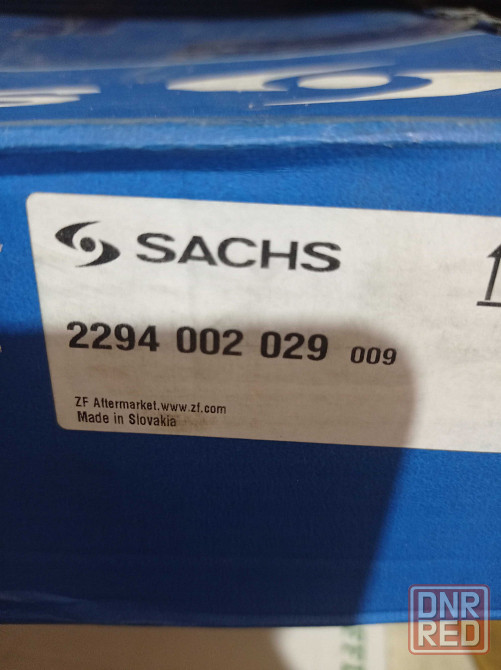 SACHS
2294 002 029 009
ZF Aftermarket.www.zf.com
Made in Slovakia
DNR
RED